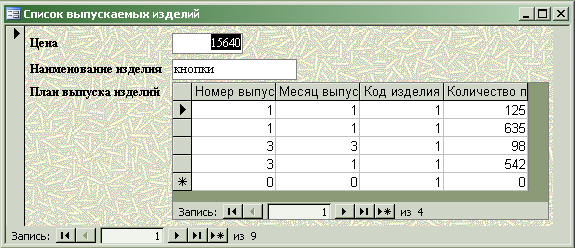 Список выпускаемых изделий
Цена 15640
Наименование изделия кнопки
План выпуска изделий
Номер выпус Месяц выпус Код изделия Количество п
1 1 1 125
1 1 1 635
3 3 1 98
3 1 1 542
0 0 1 0
Запись: 1 из 4
Запись: 1 из 9